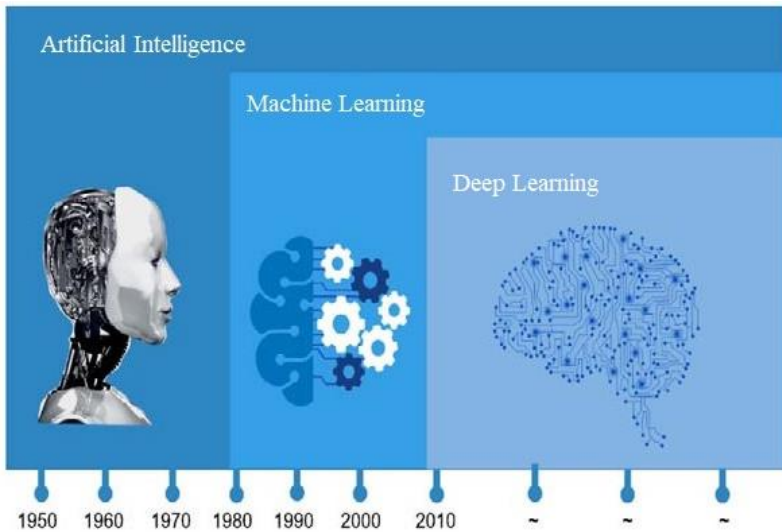 Artificial Intelligence
Machine Learning
Deep Learning
1950 1960 1970 1980 1990 2000 2010 ~ ~ ~